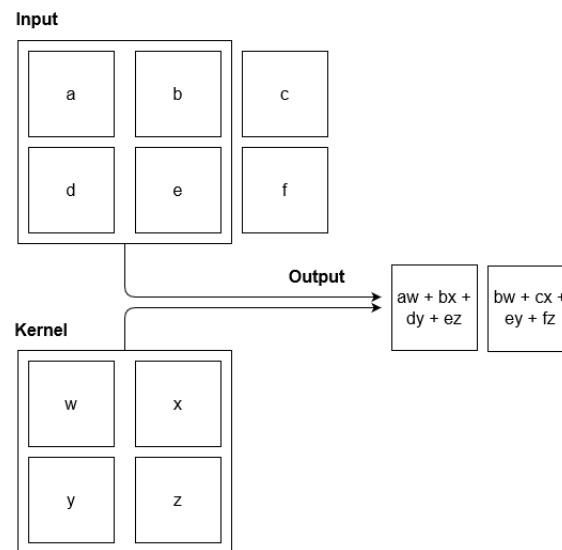 Input
a
b
c
d
e
f
Output
aw + bx +
dy + ez
bw + cx +
ey + fz
Kernel
w
x
y
z